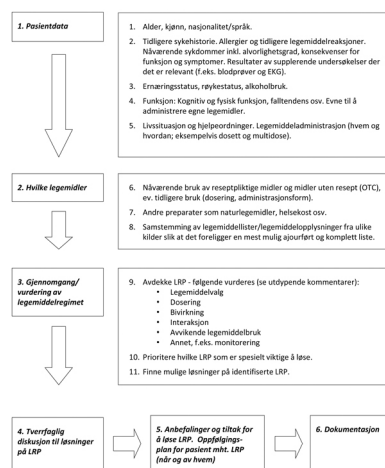 1. Pasientdata
1. Alder, kjønn, nasjonalitet/språk.
2. Tidligere sykehistorie. Allergier og tidligere legemiddelreaksjoner.
Nåværende sykdommer inkl. alvorlighetsgrad, konsekvenser for
funksjon og symptomer. Resultater av supplerende undersøkelser der
det er relevant (f.eks. blodprøver og EKG).
3. Ernæringsstatus, røykestatus, alkoholbruk.
4. Funksjon: Kognitiv og fysisk funksjon, falltendens osv. Evne til å
administrere egne legemidler.
5. Livssituasjon og hjelpeordninger. Legemiddeladministrasjon (hvem og
hvordan; eksempelvis dosett og multidose).
2. Hvilke legemidler
6. Nåværende bruk av reseptpliktige midler og midler uten resept (OTC),
ev. tidligere bruk (dosering, administrasjonsform).
7. Andre preparater som naturlegemidler, helsekost osv.
8. Samstemming av legemiddellister/legemiddelopplysninger fra ulike
kilder slik at det foreligger en mest mulig ajourført og komplett liste.
3. Gjennomgang/
vurdering av
legemiddelregimet
9. Avdekke LRP - følgende vurderes (se utdypende kommentarer):
• Legemiddelvalg
• Dosering
• Bivirkning
• Interaksjon
• Avvikende legemiddelbruk
• Annet, f.eks. monitorering
10. Prioritere hvilke LRP som er spesielt viktige å løse.
11. Finne mulige løsninger på identifiserte LRP.
4. Tverrfaglig
diskusjon til løsninger
på LRP
5. Anbefalinger og tiltak for
å løse LRP. Oppfølgings-
plan for pasient mht. LRP
(når og av hvem)
6. Dokumentasjon